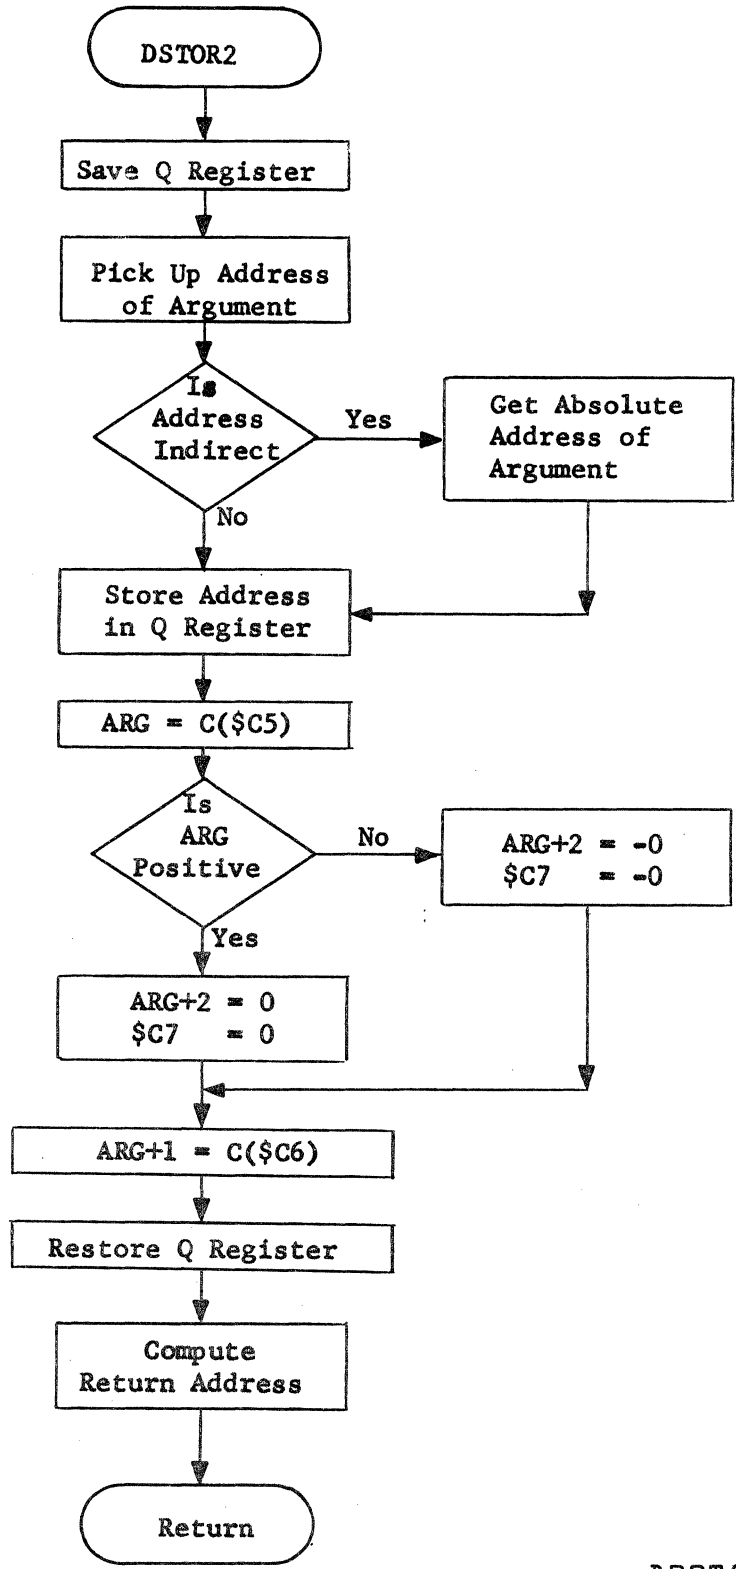 DSTOR2
Save Q Register
Pick Up Address
of Argument
Is
Address
Indirect
Yes
Get Absolute
Address of
Argument
No
Store Address
in Q Register
ARG = C($C5)
Is
ARG
Positive
No
ARG+2 = -0
$C7 = -0
Yes
ARG+2 = 0
$C7 = 0
ARG+1 = C($C6)
Restore Q Register
Compute
Return Address
Return